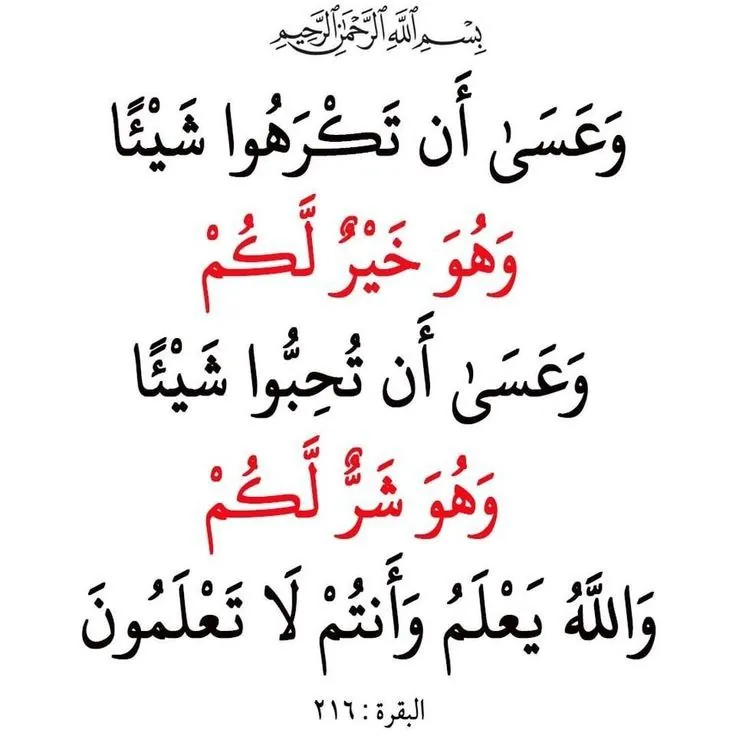 بِسْمِ اللَّهِ الرَّحْمَٰنِ الرَّحِيمِ
وَعَسَىٰ أَن تَكْرَهُوا شَيْئًا
وَهُوَ خَيْرٌ لَّكُمْ
وَعَسَىٰ أَن تُحِبُّوا شَيْئًا
وَهُوَ شَرٌّ لَّكُمْ
وَاللَّهُ يَعْلَمُ وَأَنتُمْ لَا تَعْلَمُونَ
البقرة : ٢١٦